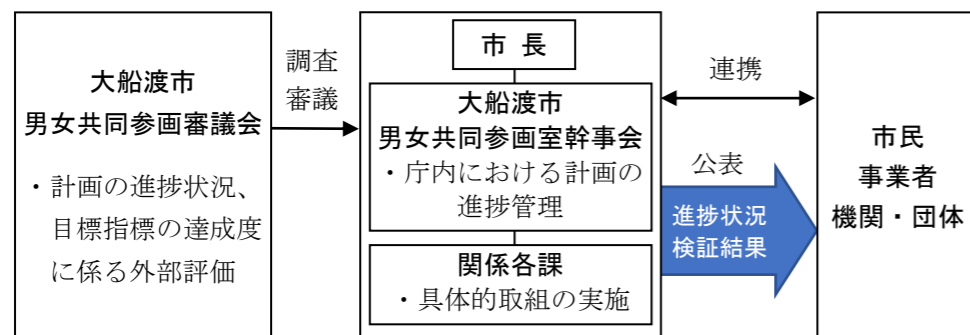 大船渡市
男女共同参画審議会
・計画の進捗状況、
目標指標の達成度
に係る外部評価
調査
審議
市 長
大船渡市
男女共同参画室幹事会
・庁内における計画の
進捗管理
関係各課
・具体的取組の実施
連携
公表
進捗状況
検証結果
市民
事業者
機関・団体